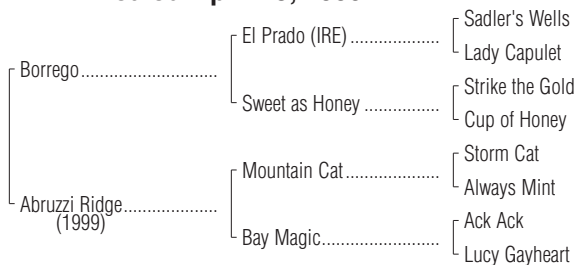 Sadler's Wells
El Prado (IRE)
Lady Capulet
Borrego
Strike the Gold
Sweet as Honey
Cup of Honey
Storm Cat
Mountain Cat
Always Mint
Abruzzi Ridge
(1999)
Ack Ack
Bay Magic
Lucy Gayheart